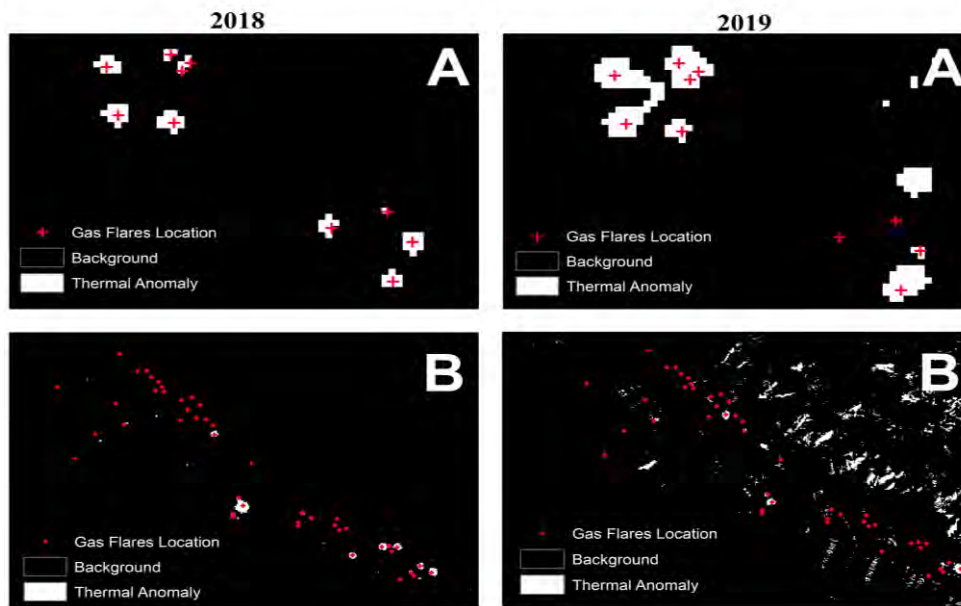 2018
2019
A
Gas Flares Location
Background
Thermal Anomaly
A
Gas Flares Location
Background
Thermal Anomaly
B
Gas Flares Location
Background
Thermal Anomaly
B
Gas Flares Location
Background
Thermal Anomaly